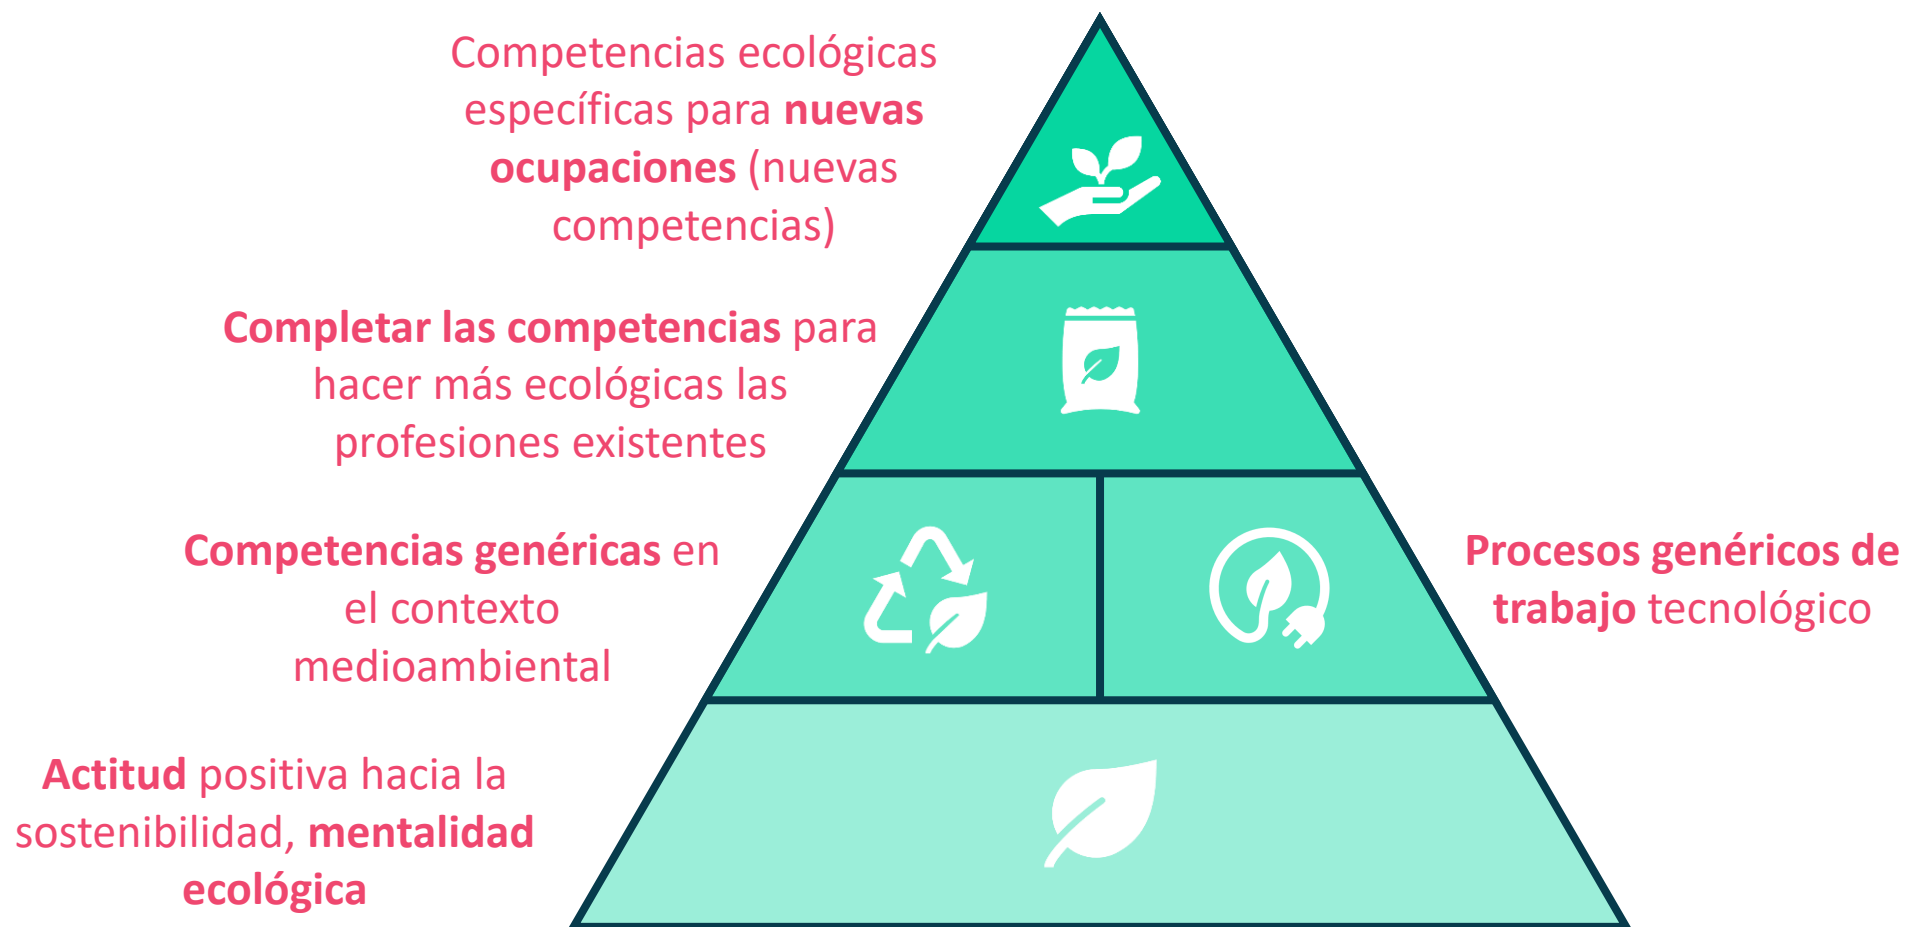 Competencias ecológicas
específicas para nuevas
ocupaciones (nuevas
competencias)
Completar las competencias para
hacer más ecológicas las
profesiones existentes
Competencias genéricas en
el contexto
medioambiental
Procesos genéricos de
trabajo tecnológico
Actitud positiva hacia la
sostenibilidad, mentalidad
ecológica